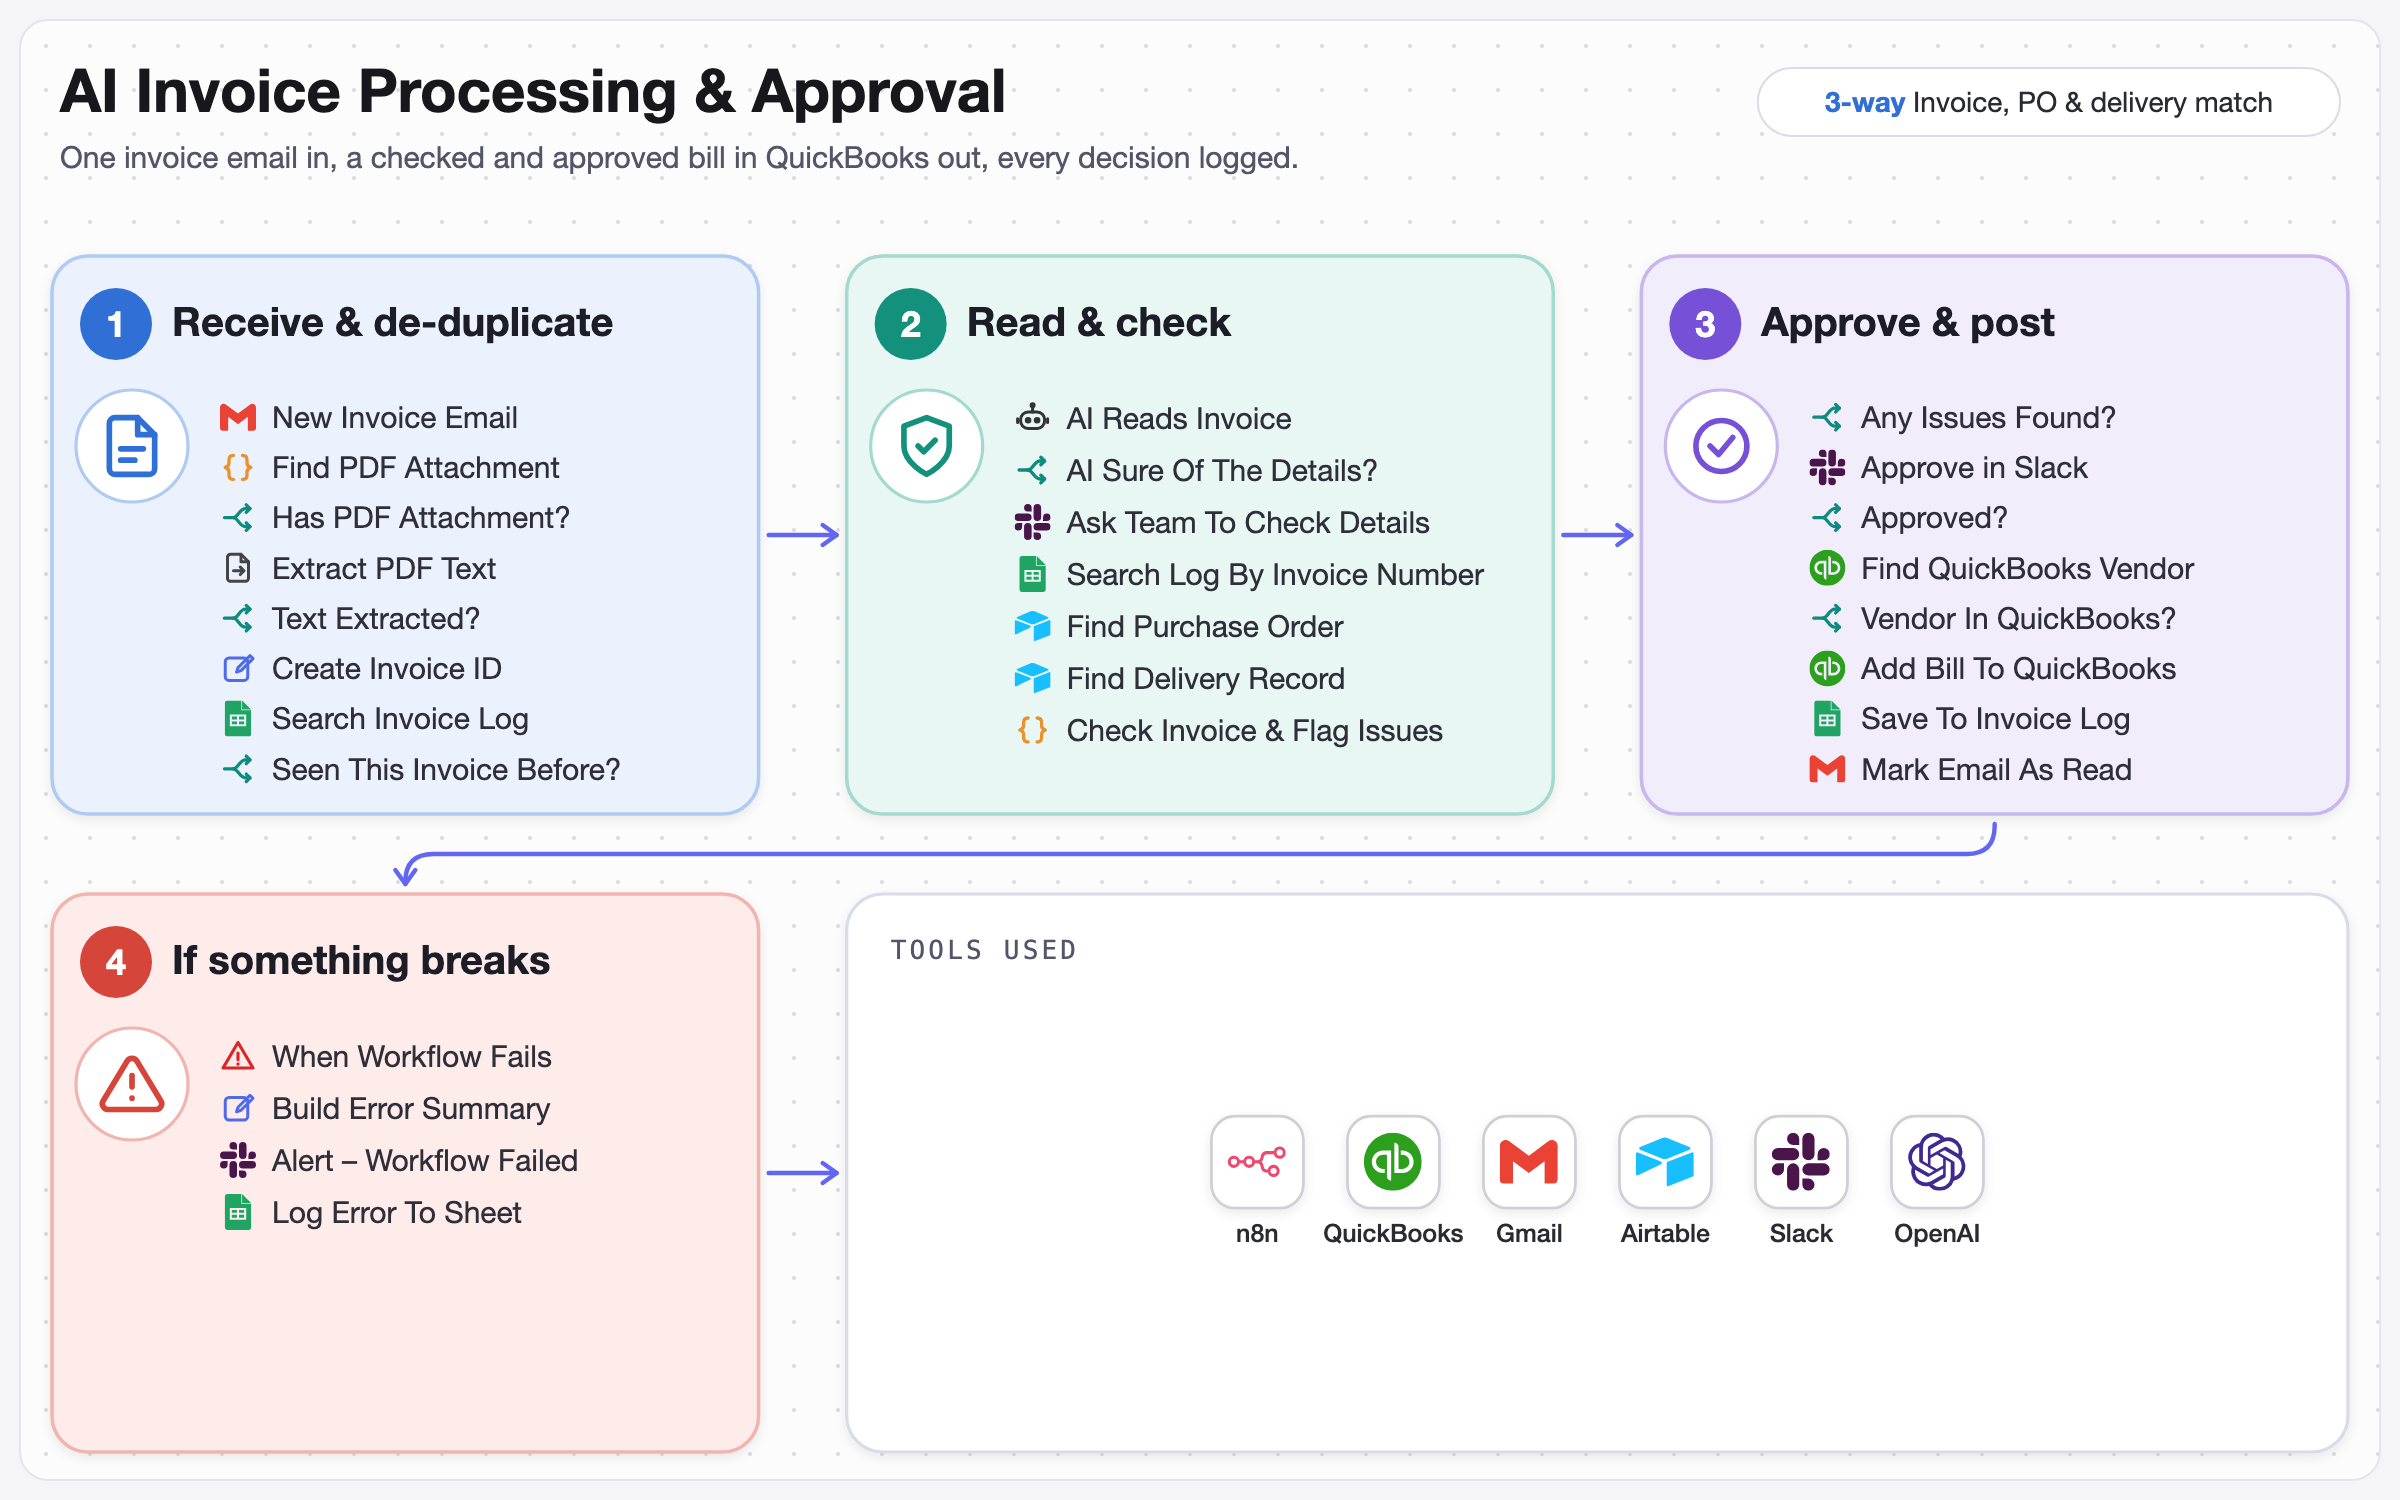 AI Invoice Processing & Approval
3-way Invoice, PO & delivery match
One invoice email in, a checked and approved bill in QuickBooks out, every decision logged.
1 Receive & de-duplicate
New Invoice Email
Find PDF Attachment
Has PDF Attachment?
Extract PDF Text
Text Extracted?
Create Invoice ID
Search Invoice Log
Seen This Invoice Before?
2 Read & check
AI Reads Invoice
AI Sure Of The Details?
Ask Team To Check Details
Search Log By Invoice Number
Find Purchase Order
Find Delivery Record
Check Invoice & Flag Issues
3 Approve & post
Any Issues Found?
Approve in Slack
Approved?
Find QuickBooks Vendor
Vendor In QuickBooks?
Add Bill To QuickBooks
Save To Invoice Log
Mark Email As Read
4 If something breaks
When Workflow Fails
Build Error Summary
Alert – Workflow Failed
Log Error To Sheet
TOOLS USED
n8n QuickBooks Gmail Airtable Slack OpenAI